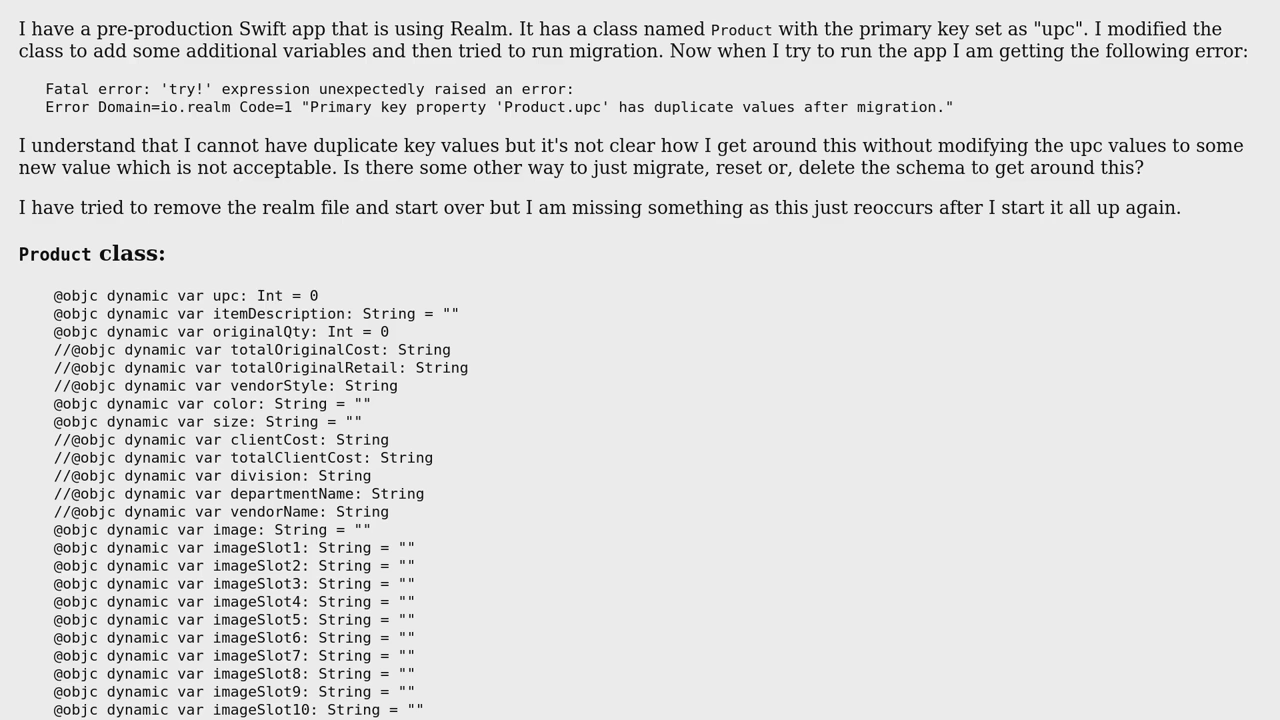 I have a pre-production Swift app that is using Realm. It has a class named Product with the primary key set as "upc". I modified the
class to add some additional variables and then tried to run migration. Now when I try to run the app I am getting the following error:
Fatal error: 'try!' expression unexpectedly raised an error:
Error Domain=io.realm Code=1 "Primary key property 'Product.upc' has duplicate values after migration."
I understand that I cannot have duplicate key values but it's not clear how I get around this without modifying the upc values to some
new value which is not acceptable. Is there some other way to just migrate, reset or, delete the schema to get around this?
I have tried to remove the realm file and start over but I am missing something as this just reoccurs after I start it all up again.
Product class:
@objc dynamic var upc: Int = 0
@objc dynamic var itemDescription: String = ""
@objc dynamic var originalQty: Int = 0
//@objc dynamic var totalOriginalCost: String
//@objc dynamic var totalOriginalRetail: String
//@objc dynamic var vendorStyle: String
@objc dynamic var color: String = ""
@objc dynamic var size: String = ""
//@objc dynamic var clientCost: String
//@objc dynamic var totalClientCost: String
//@objc dynamic var division: String
//@objc dynamic var departmentName: String
//@objc dynamic var vendorName: String
@objc dynamic var image: String = ""
@objc dynamic var imageSlot1: String = ""
@objc dynamic var imageSlot2: String = ""
@objc dynamic var imageSlot3: String = ""
@objc dynamic var imageSlot4: String = ""
@objc dynamic var imageSlot5: String = ""
@objc dynamic var imageSlot6: String = ""
@objc dynamic var imageSlot7: String = ""
@objc dynamic var imageSlot8: String = ""
@objc dynamic var imageSlot9: String = ""
@objc dynamic var imageSlot10: String = ""